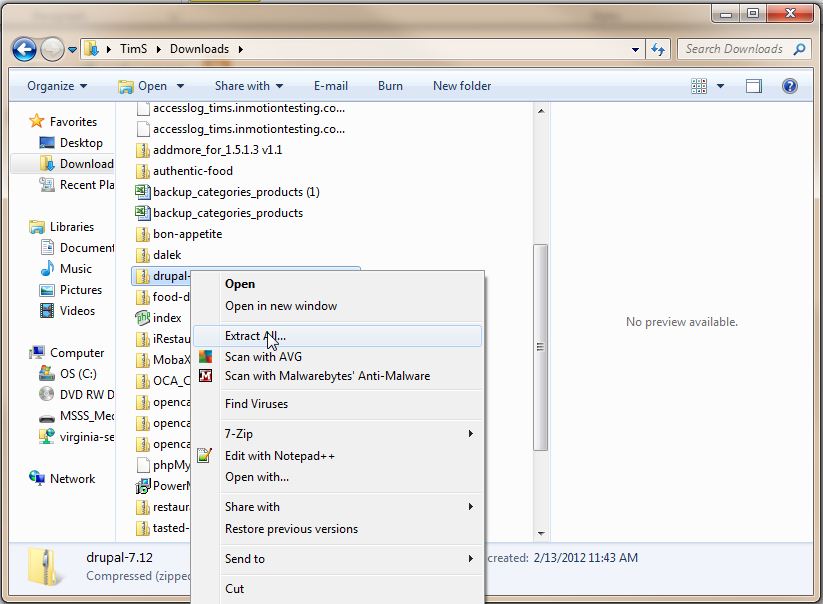 TimS Downloads
Search Downloads
Organize Open Share with E-mail Burn New folder
Favorites
Desktop
Download
Recent Pla
Libraries
Document
Music
Pictures
Videos
Computer
OS (C:)
DVD RW D
MSSS_Med
virginia-se
Network
accesslog_tims.inmotiontesting.co...
accesslog_tims.inmotiontesting.co...
addmore_for_1.5.1.3 v1.1
authentic-food
backup_categories_products (1)
backup_categories_products
bon-appetite
dalek
drupal-
food-d
index
iRestau
MobaX
OCA_C
openca
openca
openca
phpMy
PowerM
restaura
tasted-
Open
Open in new window
Extract All...
Scan with AVG
Scan with Malwarebytes' Anti-Malware
Find Viruses
7-Zip
Edit with Notepad++
Open with...
Share with
Restore previous versions
Send to
Cut
No preview available.
drupal-7.12
created: 2/13/2012 11:43 AM
Compressed (zippe